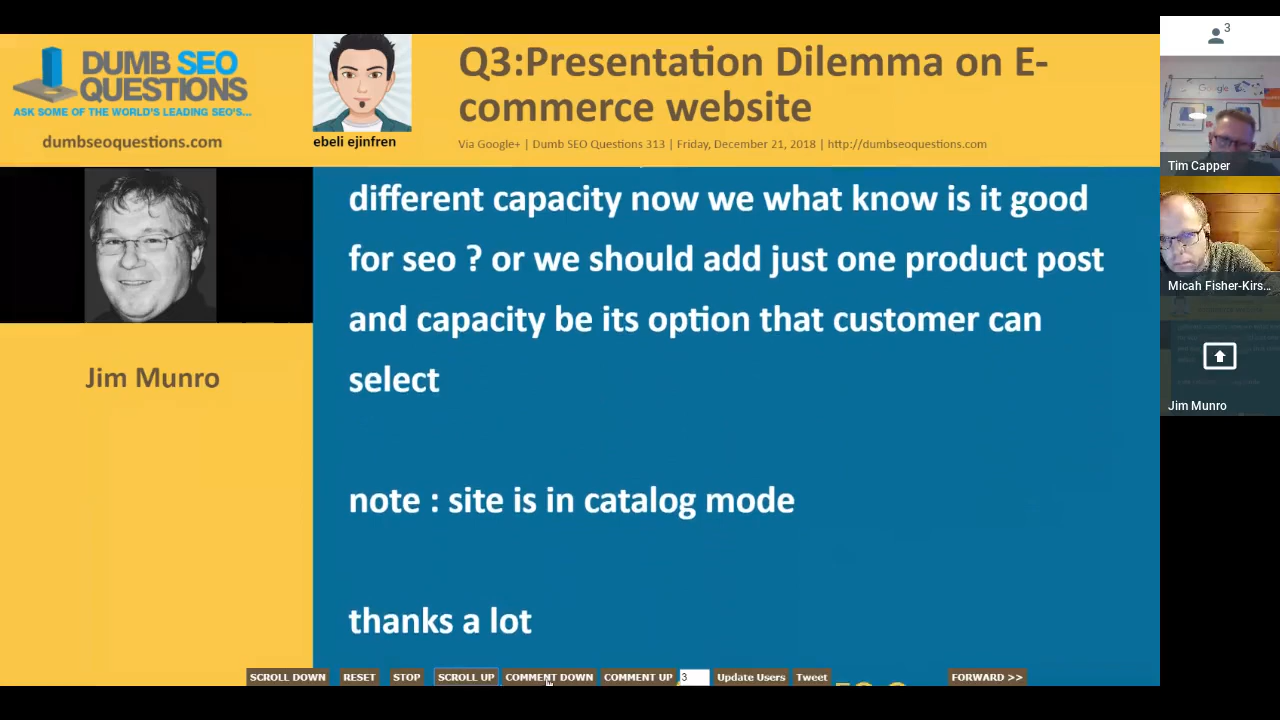 DUMB SEO
QUESTIONS
ASK SOME OF THE WORLD'S LEADING SEO'S...
dumbseoquestions.com
ebeli ejinfren
Q3:Presentation Dilemma on E-
commerce website
Via Google+ | Dumb SEO Questions 313 | Friday, December 21, 2018 | http://dumbseoquestions.com
Jim Munro
different capacity now we what know is it good
for seo ? or we should add just one product post
and capacity be its option that customer can
select
note : site is in catalog mode
thanks a lot
SCROLL DOWN
RESET
STOP
SCROLL UP
COMMENT DOWN
COMMENT UP
3
Update Users
Tweet
FORWARD >>
3
Google
Tim Capper
Micah Fisher-Kirs...
Jim Munro